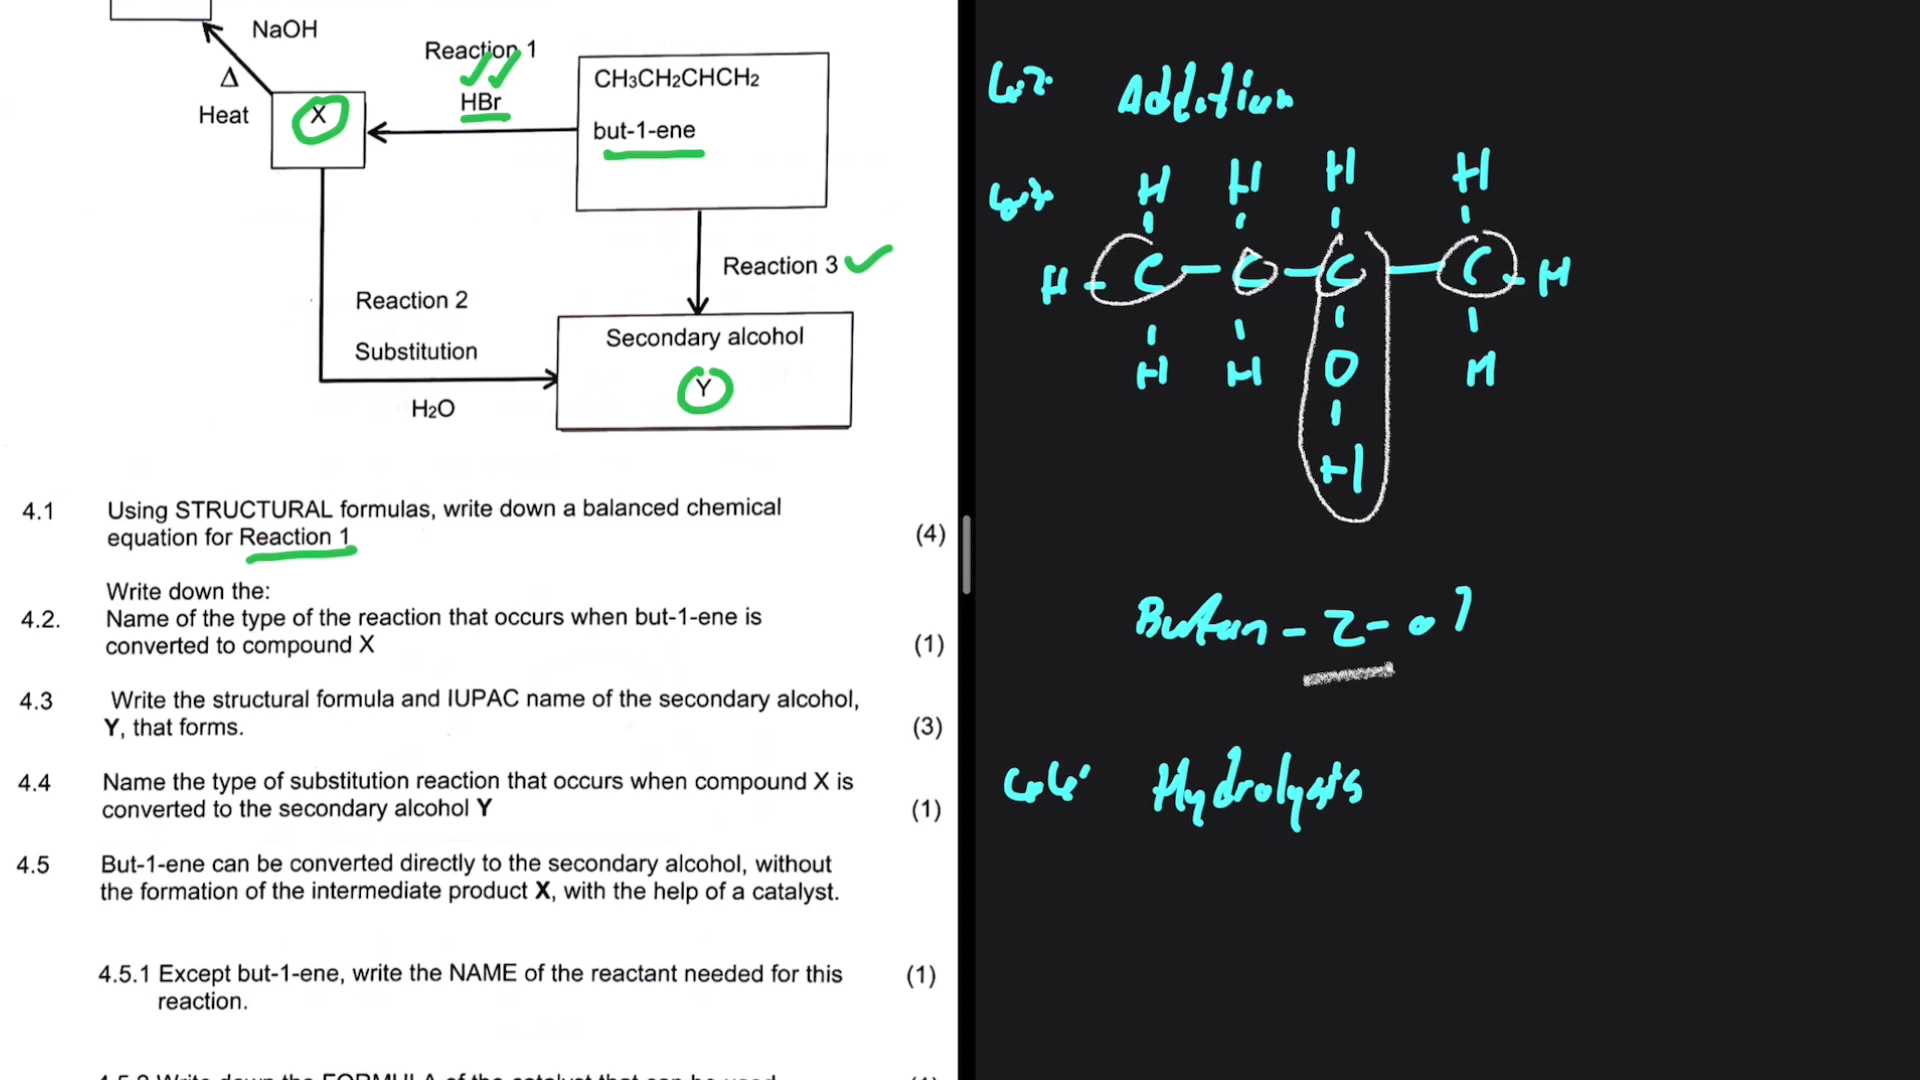 NaOH
Δ
Heat
X
Reaction 1
HBr
CH₃CH₂CHCH₂
but-1-ene
Reaction 3
Reaction 2
Substitution
H₂O
Secondary alcohol
Y
4.1 Using STRUCTURAL formulas, write down a balanced chemical
equation for Reaction 1 (4)
Write down the:
4.2. Name of the type of the reaction that occurs when but-1-ene is
converted to compound X (1)
4.3 Write the structural formula and IUPAC name of the secondary alcohol,
Y, that forms. (3)
4.4 Name the type of substitution reaction that occurs when compound X is
converted to the secondary alcohol Y (1)
4.5 But-1-ene can be converted directly to the secondary alcohol, without
the formation of the intermediate product X, with the help of a catalyst.
4.5.1 Except but-1-ene, write the NAME of the reactant needed for this (1)
reaction.
4.2 Addition
4.3
H H H H
H - C - C - C - C - H
H H O H
H
Butan-2-ol
4.4 Hydrolysis